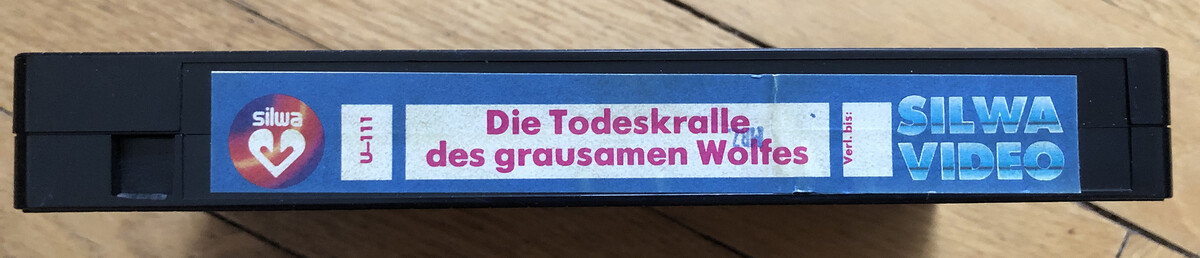 silwa
U-111
Die Todeskralle
des grausamen Wolfes
Verl. bis:
SILWA
VIDEO